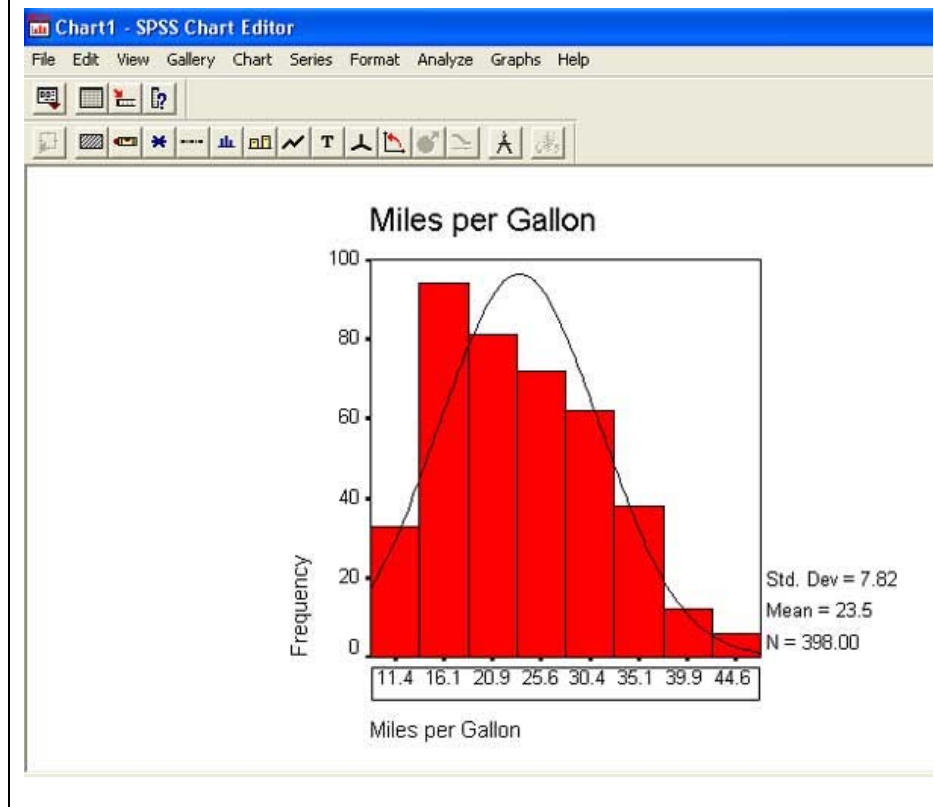 Chart1 - SPSS Chart Editor
File Edit View Gallery Chart Series Format Analyze Graphs Help
T
Miles per Gallon
100
80
60
40
20
0
Frequency
Std. Dev = 7.82
Mean = 23.5
N = 398.00
11.4 16.1 20.9 25.6 30.4 35.1 39.9 44.6
Miles per Gallon